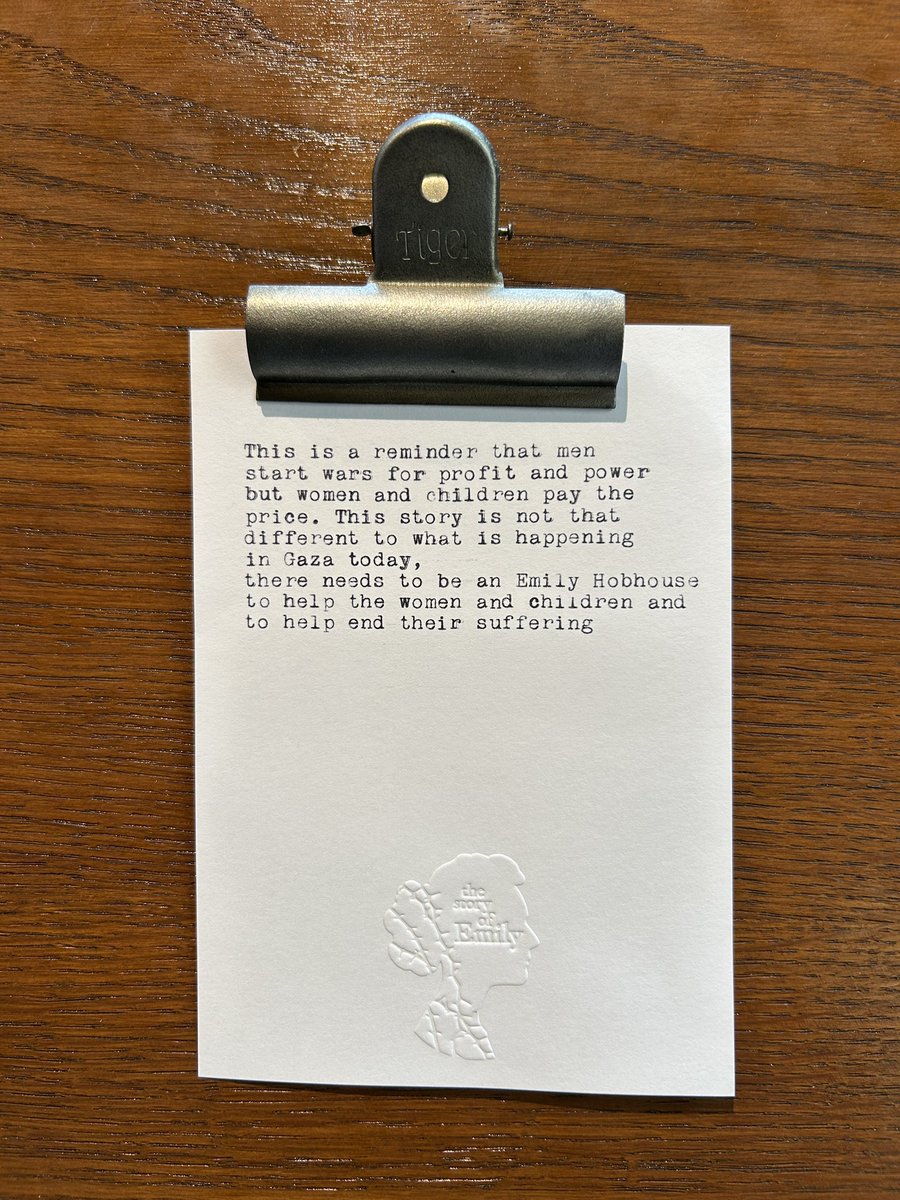 Tiger
This is a reminder that men
start wars for profit and power
but women and children pay the
price. This story is not that
different to what is happening
in Gaza today,
there needs to be an Emily Hobhouse
to help the women and children and
to help end their suffering
the
story
of
Emily